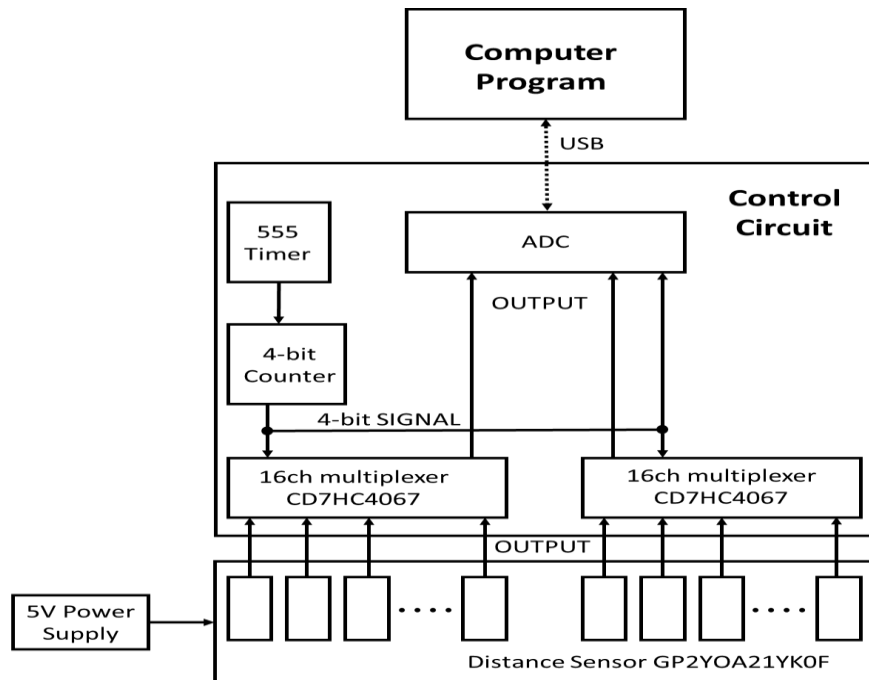 Computer
Program
USB
Control
Circuit
555
Timer
ADC
OUTPUT
4-bit
Counter
4-bit SIGNAL
16ch multiplexer
CD7HC4067
16ch multiplexer
CD7HC4067
OUTPUT
5V Power
Supply
Distance Sensor GP2YOA21YK0F